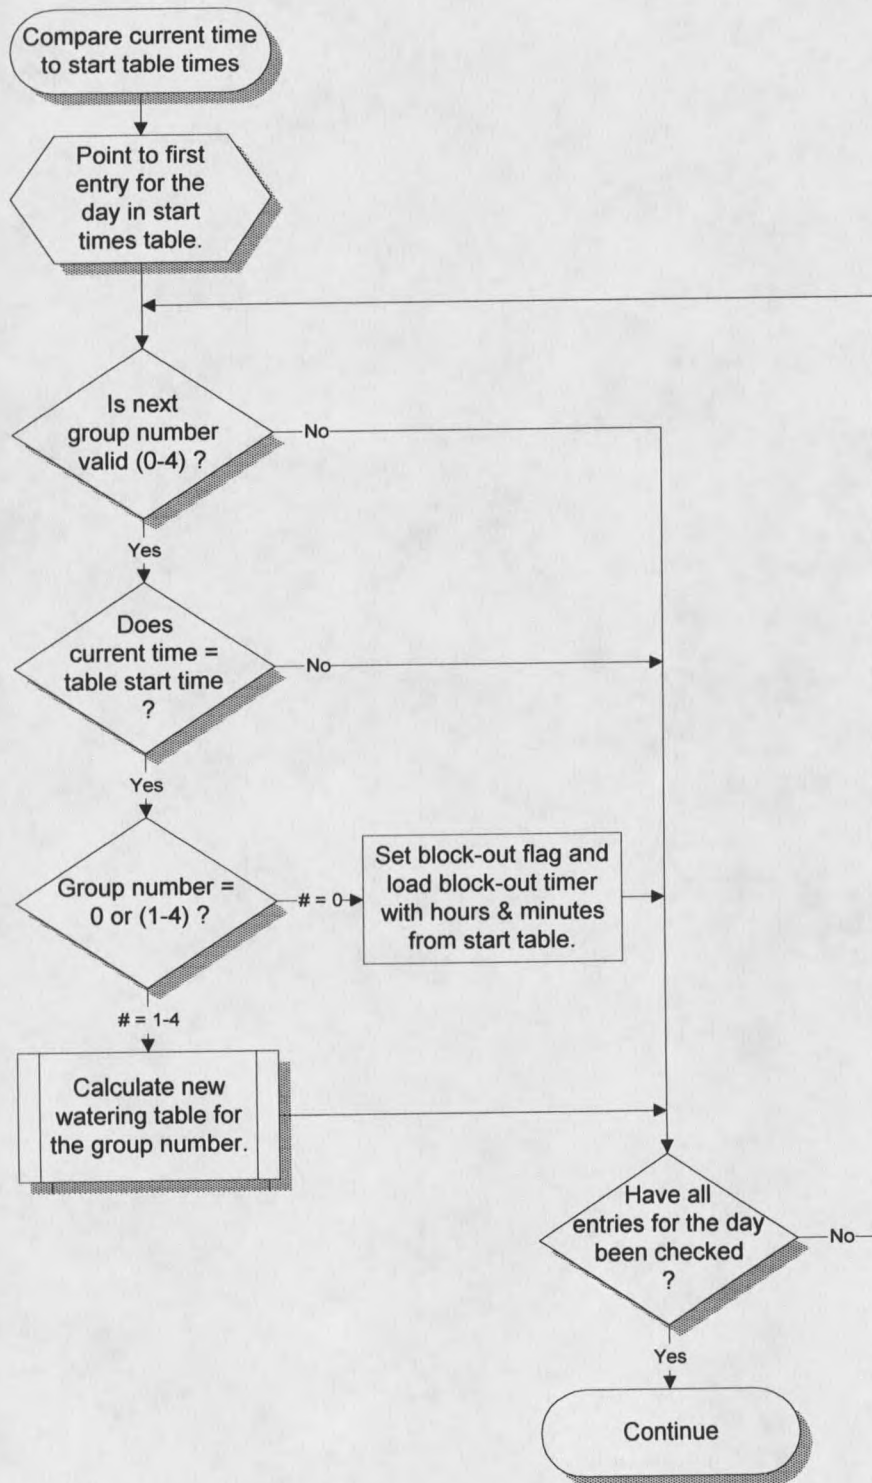 Compare current time
to start table times
Point to first
entry for the
day in start
times table.
Is next
group number
valid (0-4) ?
No
Yes
Does
current time =
table start time
?
No
Yes
Group number =
0 or (1-4) ?
# = 0
Set block-out flag and
load block-out timer
with hours & minutes
from start table.
# = 1-4
Calculate new
watering table for
the group number.
Have all
entries for the day
been checked
?
No
Yes
Continue